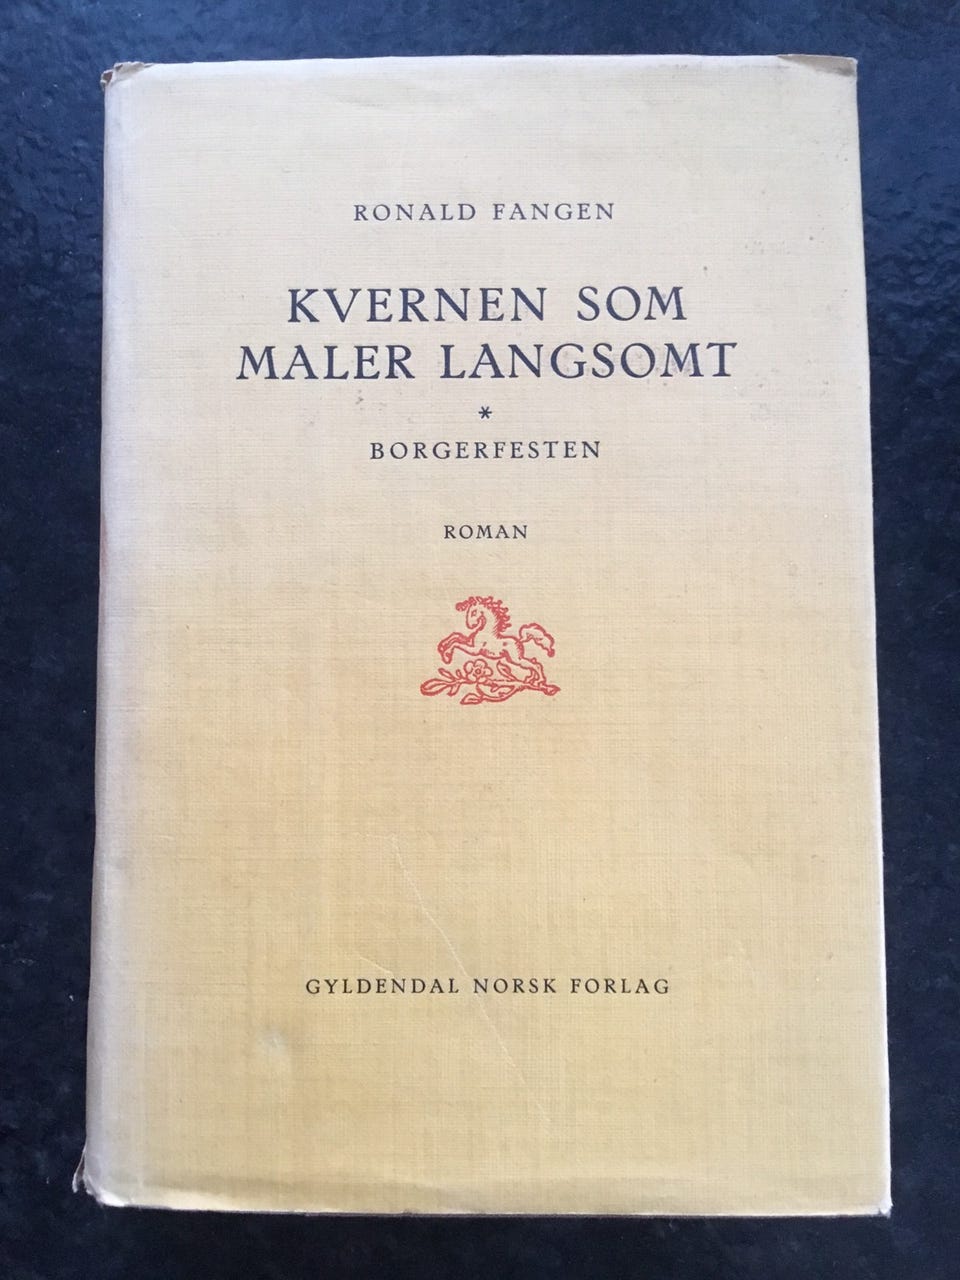 RONALD FANGEN
KVERNEN SOM
MALER LANGSOMT
*
BORGERFESTEN
ROMAN
GYLDENDAL NORSK FORLAG